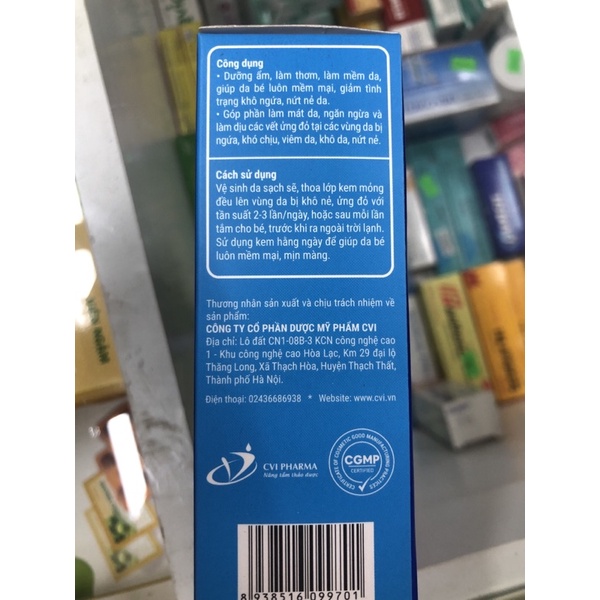 Công dụng
• Dưỡng ẩm, làm thơm, làm mềm da,
giúp da bé luôn mềm mại, giảm tình
trạng khô ngứa, nứt nẻ da.
• Góp phần làm mát da, ngăn ngừa và
làm dịu các vết ửng đỏ tại các vùng da bị
ngứa, khó chịu, viêm da, khô da, nứt nẻ.
Cách sử dụng
Vệ sinh da sạch sẽ, thoa lớp kem mỏng
đều lên vùng da bị khô nẻ, ửng đỏ với
tần suất 2-3 lần/ngày, hoặc sau mỗi lần
tắm cho bé, trước khi ra ngoài trời lạnh.
Sử dụng kem hằng ngày để giúp da bé
luôn mềm mại, mịn màng.
Thương nhân sản xuất và chịu trách nhiệm về
sản phẩm:
CÔNG TY CỔ PHẦN DƯỢC MỸ PHẨM CVI
Địa chỉ: Lô đất CN1-08B-3 KCN công nghệ cao
1 - Khu công nghệ cao Hòa Lạc, Km 29 đại lộ
Thăng Long, Xã Thạch Hòa, Huyện Thạch Thất,
Thành phố Hà Nội.
Điện thoại: 02436686938 * Website: www.cvi.vn
CVI PHARMA
Nâng tầm thảo dược
CERTIFICATE OF COSMETIC GOOD MANUFACTURING PRACTICES
CGMP
CERTIFIED
8 938516 099701